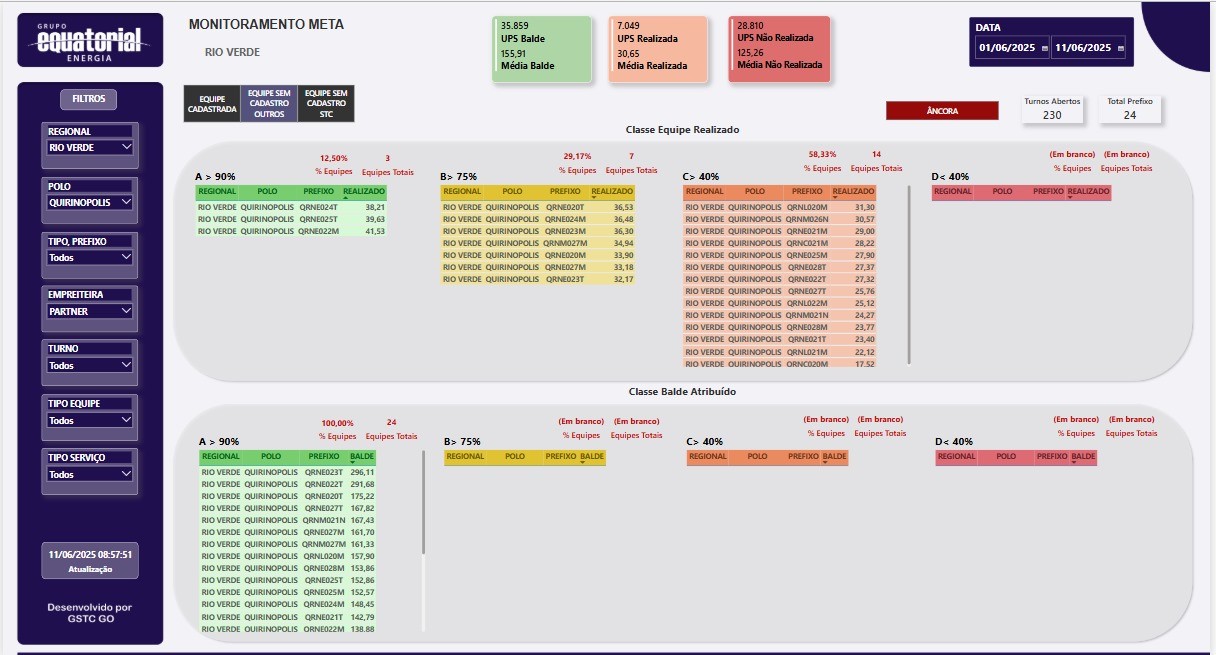 GRUPO
equatorial
ENERGIA
MONITORAMENTO META
RIO VERDE
35.859
UPS Balde
155,91
Média Balde
7.049
UPS Realizada
30,65
Média Realizada
28.810
UPS Não Realizada
125,26
Média Não Realizada
DATA
01/06/2025 11/06/2025
FILTROS
REGIONAL
RIO VERDE
POLO
QUIRINOPOLIS
TIPO, PREFIXO
Todos
EMPREITEIRA
PARTNER
TURNO
Todos
TIPO EQUIPE
Todos
TIPO SERVIÇO
Todos
11/06/2025 08:57:51
Atualização
Desenvolvido por
GSTC GO
EQUIPE
CADASTRADA
EQUIPE SEM
CADASTRO
OUTROS
EQUIPE SEM
CADASTRO
STC
ÂNCORA
Turnos Abertos
230
Total Prefixo
24
Classe Equipe Realizado
12,50% 3
% Equipes Equipes Totais
A > 90%
REGIONAL POLO PREFIXO REALIZADO
RIO VERDE QUIRINOPOLIS QRNE024T 38,21
RIO VERDE QUIRINOPOLIS QRNE025T 39,63
RIO VERDE QUIRINOPOLIS QRNE022M 41,53
29,17% 7
% Equipes Equipes Totais
B> 75%
REGIONAL POLO PREFIXO REALIZADO
RIO VERDE QUIRINOPOLIS QRNE020T 36,53
RIO VERDE QUIRINOPOLIS QRNE024M 36,48
RIO VERDE QUIRINOPOLIS QRNE023M 36,30
RIO VERDE QUIRINOPOLIS QRNM027M 34,94
RIO VERDE QUIRINOPOLIS QRNE020M 33,90
RIO VERDE QUIRINOPOLIS QRNE027M 33,18
RIO VERDE QUIRINOPOLIS QRNE023T 32,17
58,33% 14
% Equipes Equipes Totais
C> 40%
REGIONAL POLO PREFIXO REALIZADO
RIO VERDE QUIRINOPOLIS QRNL020M 31,30
RIO VERDE QUIRINOPOLIS QRNM026N 30,57
RIO VERDE QUIRINOPOLIS QRNE021M 29,00
RIO VERDE QUIRINOPOLIS QRNC021M 28,22
RIO VERDE QUIRINOPOLIS QRNE025M 27,90
RIO VERDE QUIRINOPOLIS QRNE028T 27,37
RIO VERDE QUIRINOPOLIS QRNE022T 27,32
RIO VERDE QUIRINOPOLIS QRNE027T 25,76
RIO VERDE QUIRINOPOLIS QRNL022M 25,12
RIO VERDE QUIRINOPOLIS QRNM021N 24,27
RIO VERDE QUIRINOPOLIS QRNE028M 23,77
RIO VERDE QUIRINOPOLIS QRNE021T 23,40
RIO VERDE QUIRINOPOLIS QRNL021M 22,12
RIO VERDE QUIRINOPOLIS QRNC020M 17,52
(Em branco) (Em branco)
% Equipes Equipes Totais
D< 40%
REGIONAL POLO PREFIXO REALIZADO
Classe Balde Atribuído
100,00% 24
% Equipes Equipes Totais
A > 90%
REGIONAL POLO PREFIXO BALDE
RIO VERDE QUIRINOPOLIS QRNE023T 296,11
RIO VERDE QUIRINOPOLIS QRNE022T 291,68
RIO VERDE QUIRINOPOLIS QRNE020T 175,22
RIO VERDE QUIRINOPOLIS QRNE027T 167,82
RIO VERDE QUIRINOPOLIS QRNM021N 167,43
RIO VERDE QUIRINOPOLIS QRNE027M 161,70
RIO VERDE QUIRINOPOLIS QRNM027M 161,33
RIO VERDE QUIRINOPOLIS QRNL020M 157,90
RIO VERDE QUIRINOPOLIS QRNE028M 153,86
RIO VERDE QUIRINOPOLIS QRNE025T 152,86
RIO VERDE QUIRINOPOLIS QRNE025M 152,57
RIO VERDE QUIRINOPOLIS QRNE024M 148,45
RIO VERDE QUIRINOPOLIS QRNE021T 142,79
RIO VERDE QUIRINOPOLIS QRNE022M 138,88
(Em branco) (Em branco)
% Equipes Equipes Totais
B> 75%
REGIONAL POLO PREFIXO BALDE
(Em branco) (Em branco)
% Equipes Equipes Totais
C> 40%
REGIONAL POLO PREFIXO BALDE
(Em branco) (Em branco)
% Equipes Equipes Totais
D< 40%
REGIONAL POLO PREFIXO BALDE